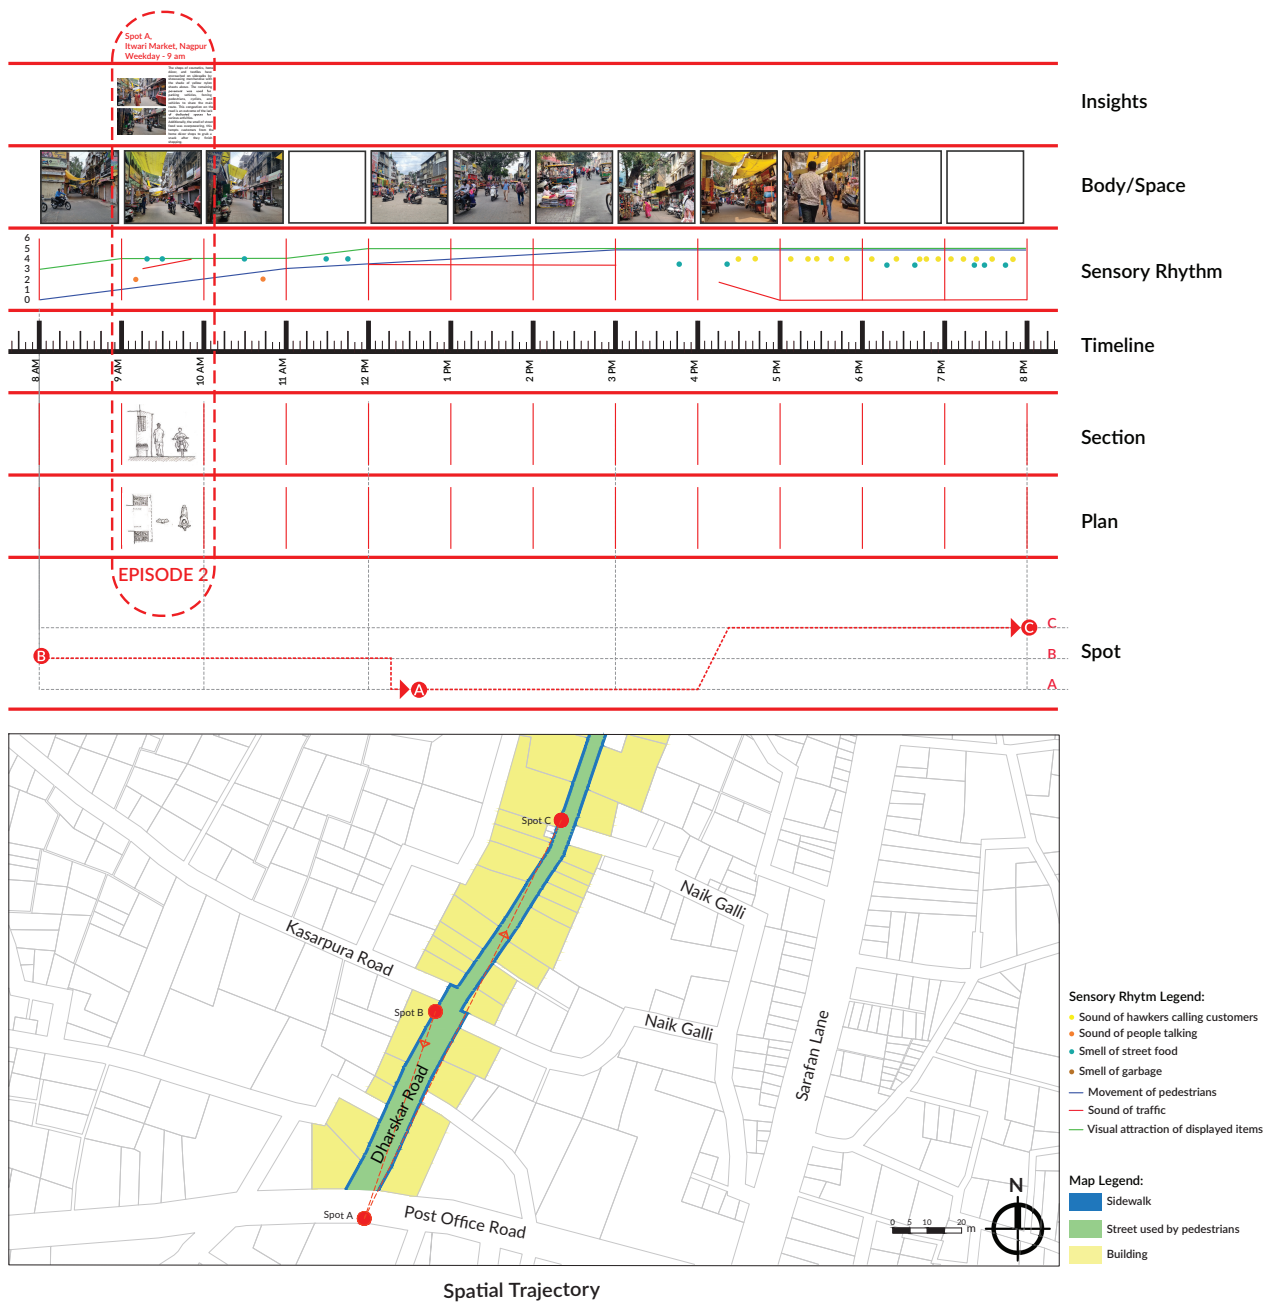 Spot A,
Itwari Market, Nagpur
Weekday - 9 am
Insights
Body/Space
6
5
4
3
2
1
0
Sensory Rhythm
Timeline
8 AM
9 AM
10 AM
11 AM
12 PM
1 PM
2 PM
3 PM
4 PM
5 PM
6 PM
7 PM
8 PM
Section
Plan
EPISODE 2
C
C
B
B
Spot
A
A
Spot C
Naik Galli
Kasarpura Road
Spot B
Naik Galli
Sarafan Lane
Dharskar Road
Spot A
Post Office Road
N
0 5 10 20 m
Sensory Rhytm Legend:
Sound of hawkers calling customers
Sound of people talking
Smell of street food
Smell of garbage
Movement of pedestrians
Sound of traffic
Visual attraction of displayed items
Map Legend:
Sidewalk
Street used by pedestrians
Building
Spatial Trajectory